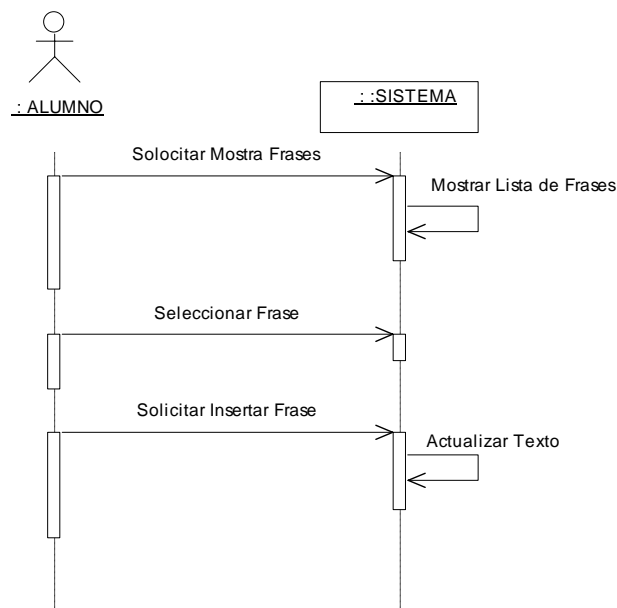 : ALUMNO
: :SISTEMA
Solocitar Mostra Frases
Mostrar Lista de Frases
Seleccionar Frase
Solicitar Insertar Frase
Actualizar Texto